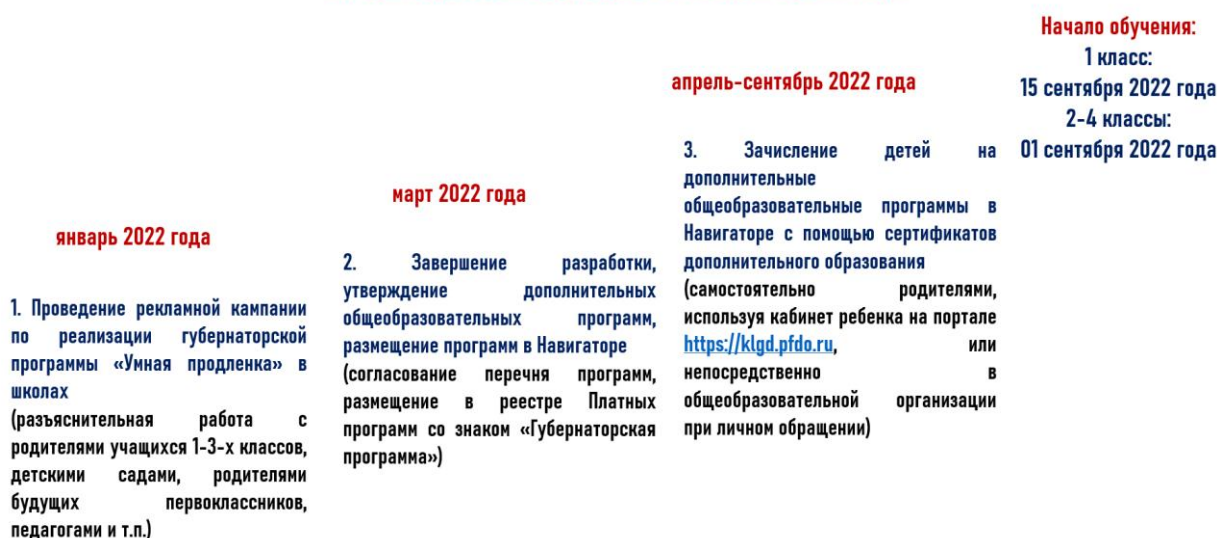 январь 2022 года
1. Проведение рекламной кампании
по реализации губернаторской
программы «Умная продленка» в
школах
(разъяснительная работа с
родителями учащихся 1-3-х классов,
детскими садами, родителями
будущих первоклассников,
педагогами и т.п.)
март 2022 года
2. Завершение разработки,
утверждение дополнительных
общеобразовательных программ,
размещение программ в Навигаторе
(согласование перечня программ,
размещение в реестре Платных
программ со знаком «Губернаторская
программа»)
апрель-сентябрь 2022 года
3. Зачисление детей на
дополнительные
общеобразовательные программы в
Навигаторе с помощью сертификатов
дополнительного образования
(самостоятельно родителями,
используя кабинет ребенка на портале
https://klgd.pfdo.ru, или
непосредственно в
общеобразовательной организации
при личном обращении)
Начало обучения:
1 класс:
15 сентября 2022 года
2-4 классы:
01 сентября 2022 года